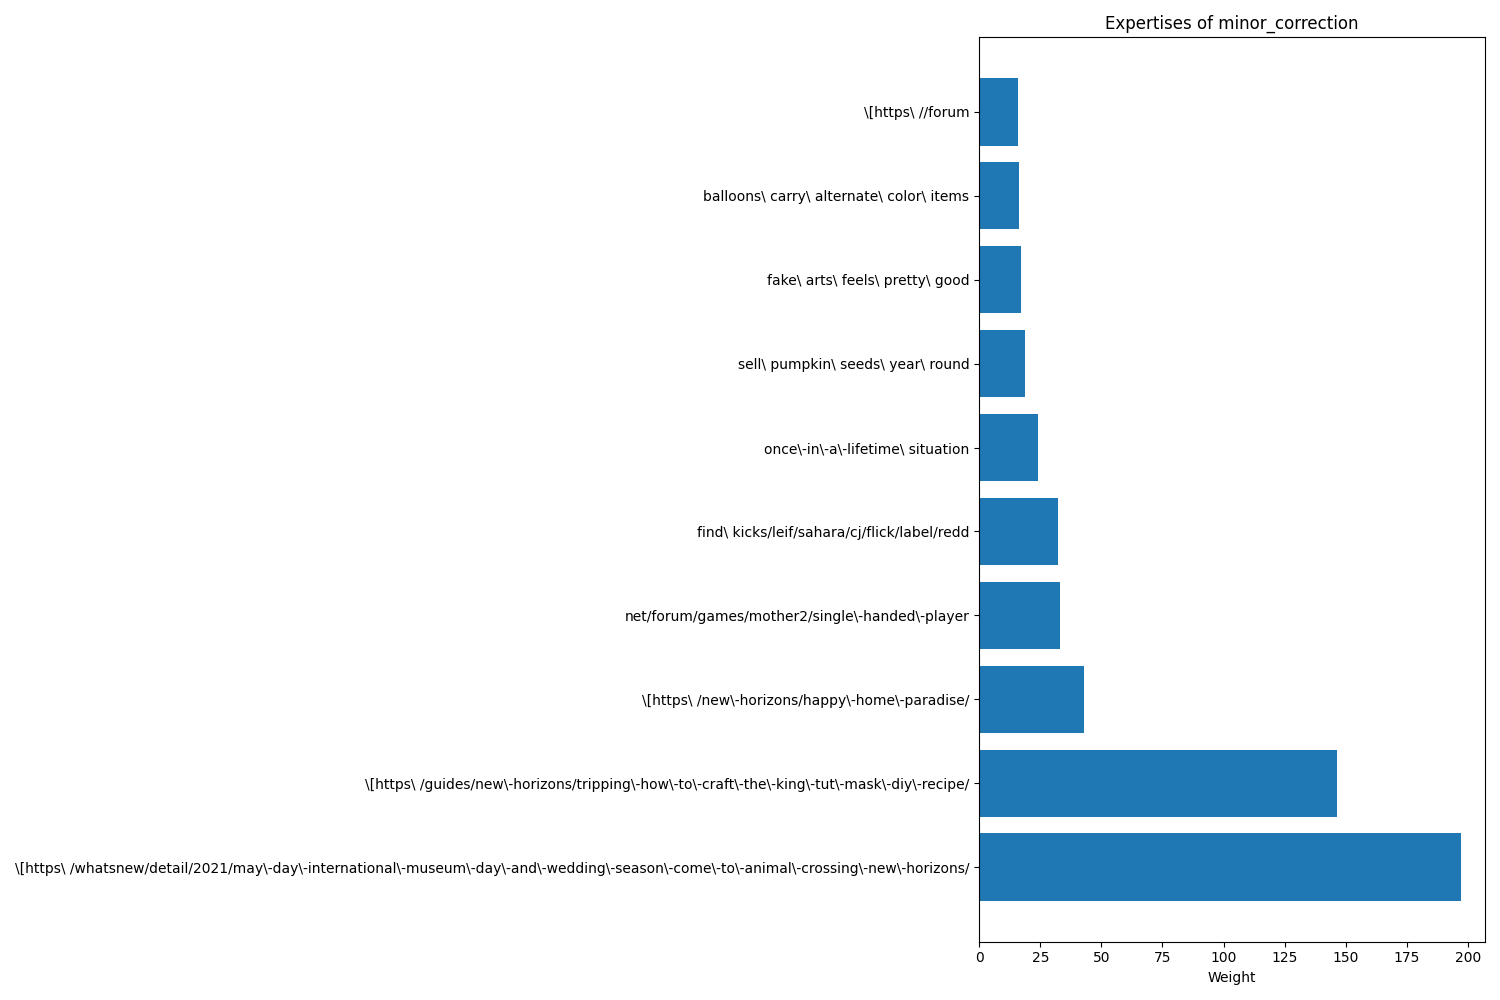 Expertises of minor_correction
\[https\ //forum
balloons\ carry\ alternate\ color\ items
fake\ arts\ feels\ pretty\ good
sell\ pumpkin\ seeds\ year\ round
once\-in\-a\-lifetime\ situation
find\ kicks/leif/sahara/cj/flick/label/redd
net/forum/games/mother2/single\-handed\-player
\[https\ /new\-horizons/happy\-home\-paradise/
\[https\ /guides/new\-horizons/tripping\-how\-to\-craft\-the\-king\-tut\-mask\-diy\-recipe/
\[https\ /whatsnew/detail/2021/may\-day\-international\-museum\-day\-and\-wedding\-season\-come\-to\-animal\-crossing\-new\-horizons/
0 25 50 75 100 125 150 175 200
Weight